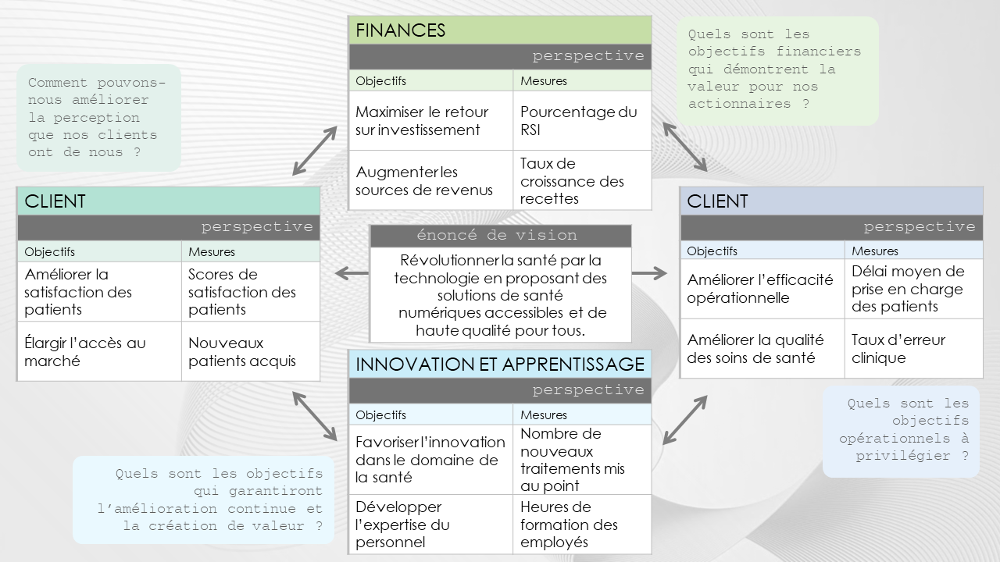 FINANCES
perspective
Objectifs
Mesures
Maximiser le retour
sur investissement
Pourcentage du
RSI
Augmenter les
sources de revenus
Taux de
croissance des
recettes
Quels sont les
objectifs financiers
qui démontrent la
valeur pour nos
actionnaires ?
Comment pouvons-
nous améliorer
la perception
que nos clients
ont de nous ?
CLIENT
perspective
Objectifs
Mesures
Améliorer la
satisfaction des
patients
Scores de
satisfaction des
patients
Élargir l’accès au
marché
Nouveaux
patients acquis
énoncé de vision
Révolutionner la santé par la
technologie en proposant des
solutions de santé
numériques accessibles et de
haute qualité pour tous.
CLIENT
perspective
Objectifs
Mesures
Améliorer l’efficacité
opérationnelle
Délai moyen de
prise en charge
des patients
Améliorer la qualité
des soins de santé
Taux d’erreur
clinique
INNOVATION ET APPRENTISSAGE
perspective
Objectifs
Mesures
Favoriser l’innovation
dans le domaine de
la santé
Nombre de
nouveaux
traitements mis
au point
Développer
l’expertise du
personnel
Heures de
formation des
employés
Quels sont les
objectifs
opérationnels à
privilégier ?
Quels sont les objectifs
qui garantiront
l’amélioration continue et
la création de valeur ?